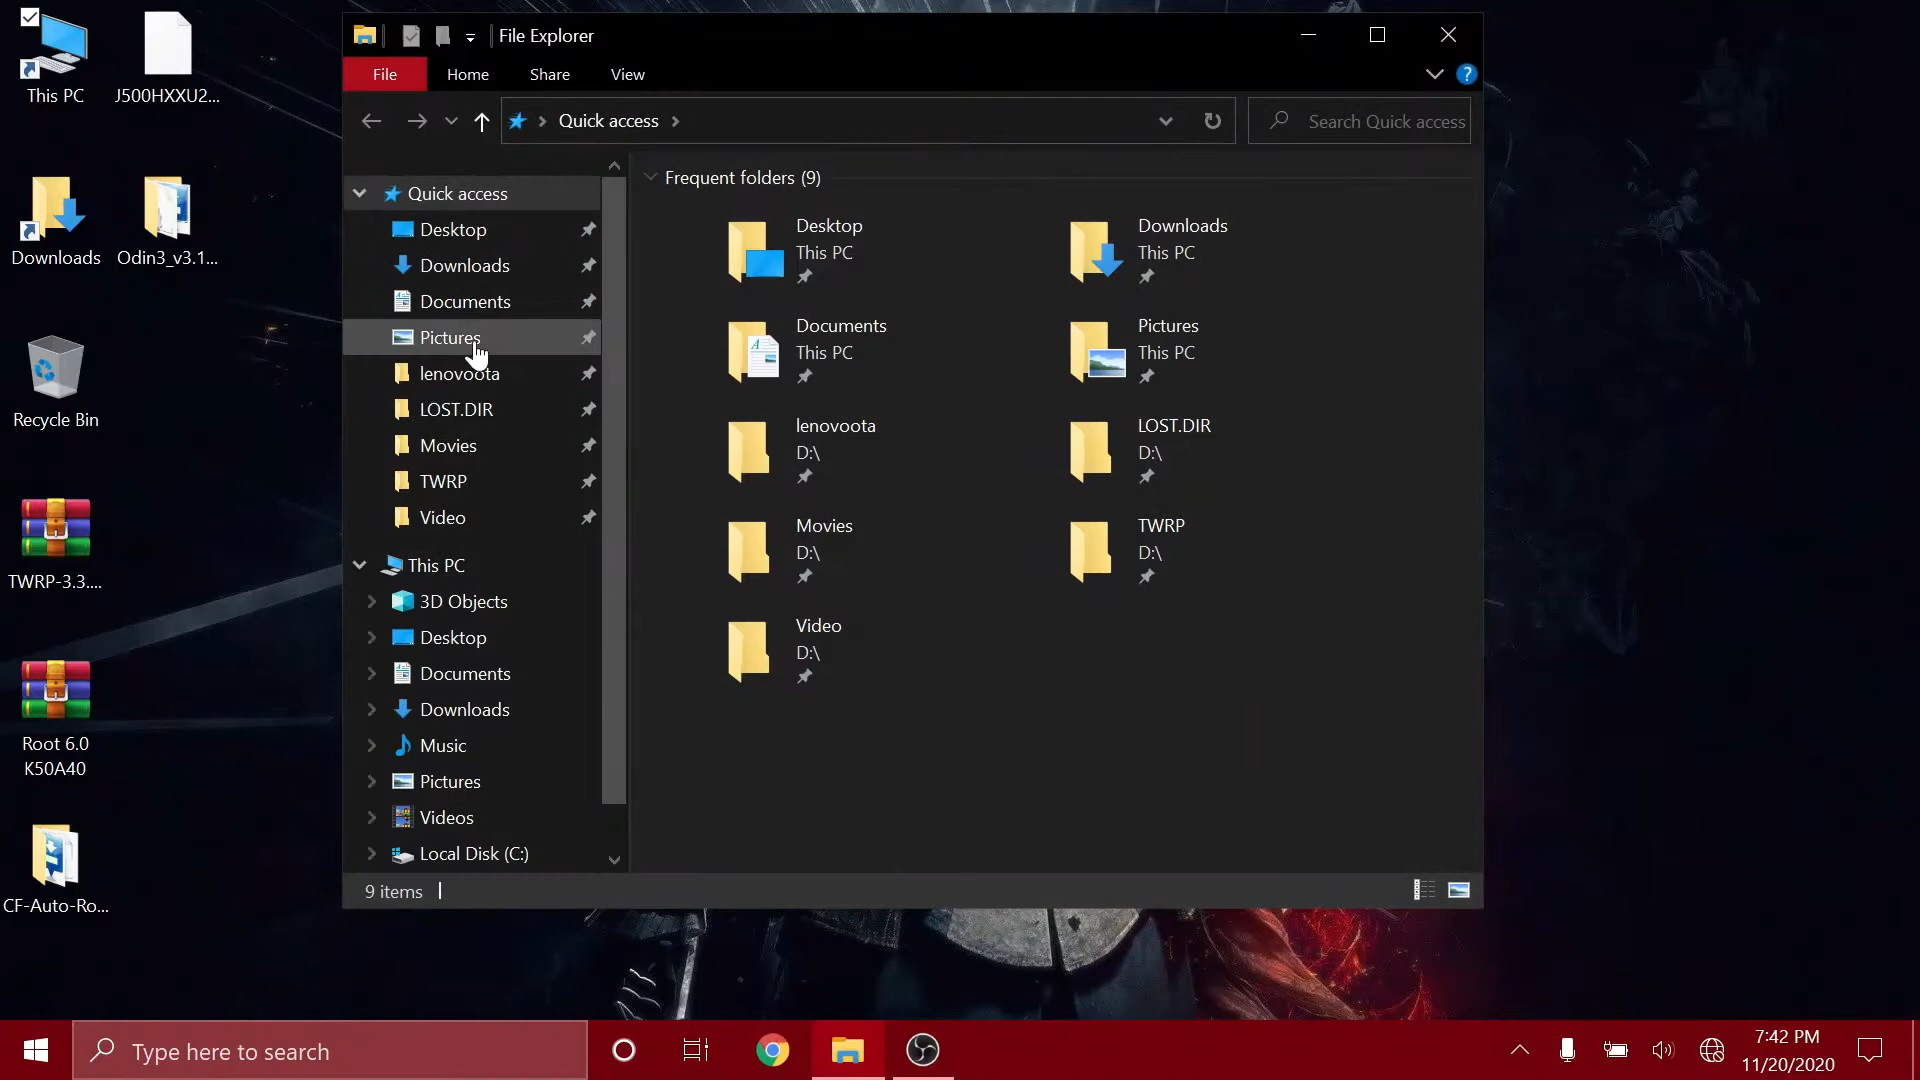 This PC
J500HXXU2...
Downloads
Odin3_v3.1...
Recycle Bin
TWRP-3.3....
Root 6.0
K50A40
CF-Auto-Ro...
File Explorer
File
Home
Share
View
?
Quick access
Search Quick access
Quick access
Desktop
Downloads
Documents
Pictures
lenovoota
LOST.DIR
Movies
TWRP
Video
This PC
3D Objects
Desktop
Documents
Downloads
Music
Pictures
Videos
Local Disk (C:)
Frequent folders (9)
Desktop
This PC
Downloads
This PC
Documents
This PC
Pictures
This PC
lenovoota
D:\
LOST.DIR
D:\
Movies
D:\
TWRP
D:\
Video
D:\
9 items
Type here to search
7:42 PM
11/20/2020